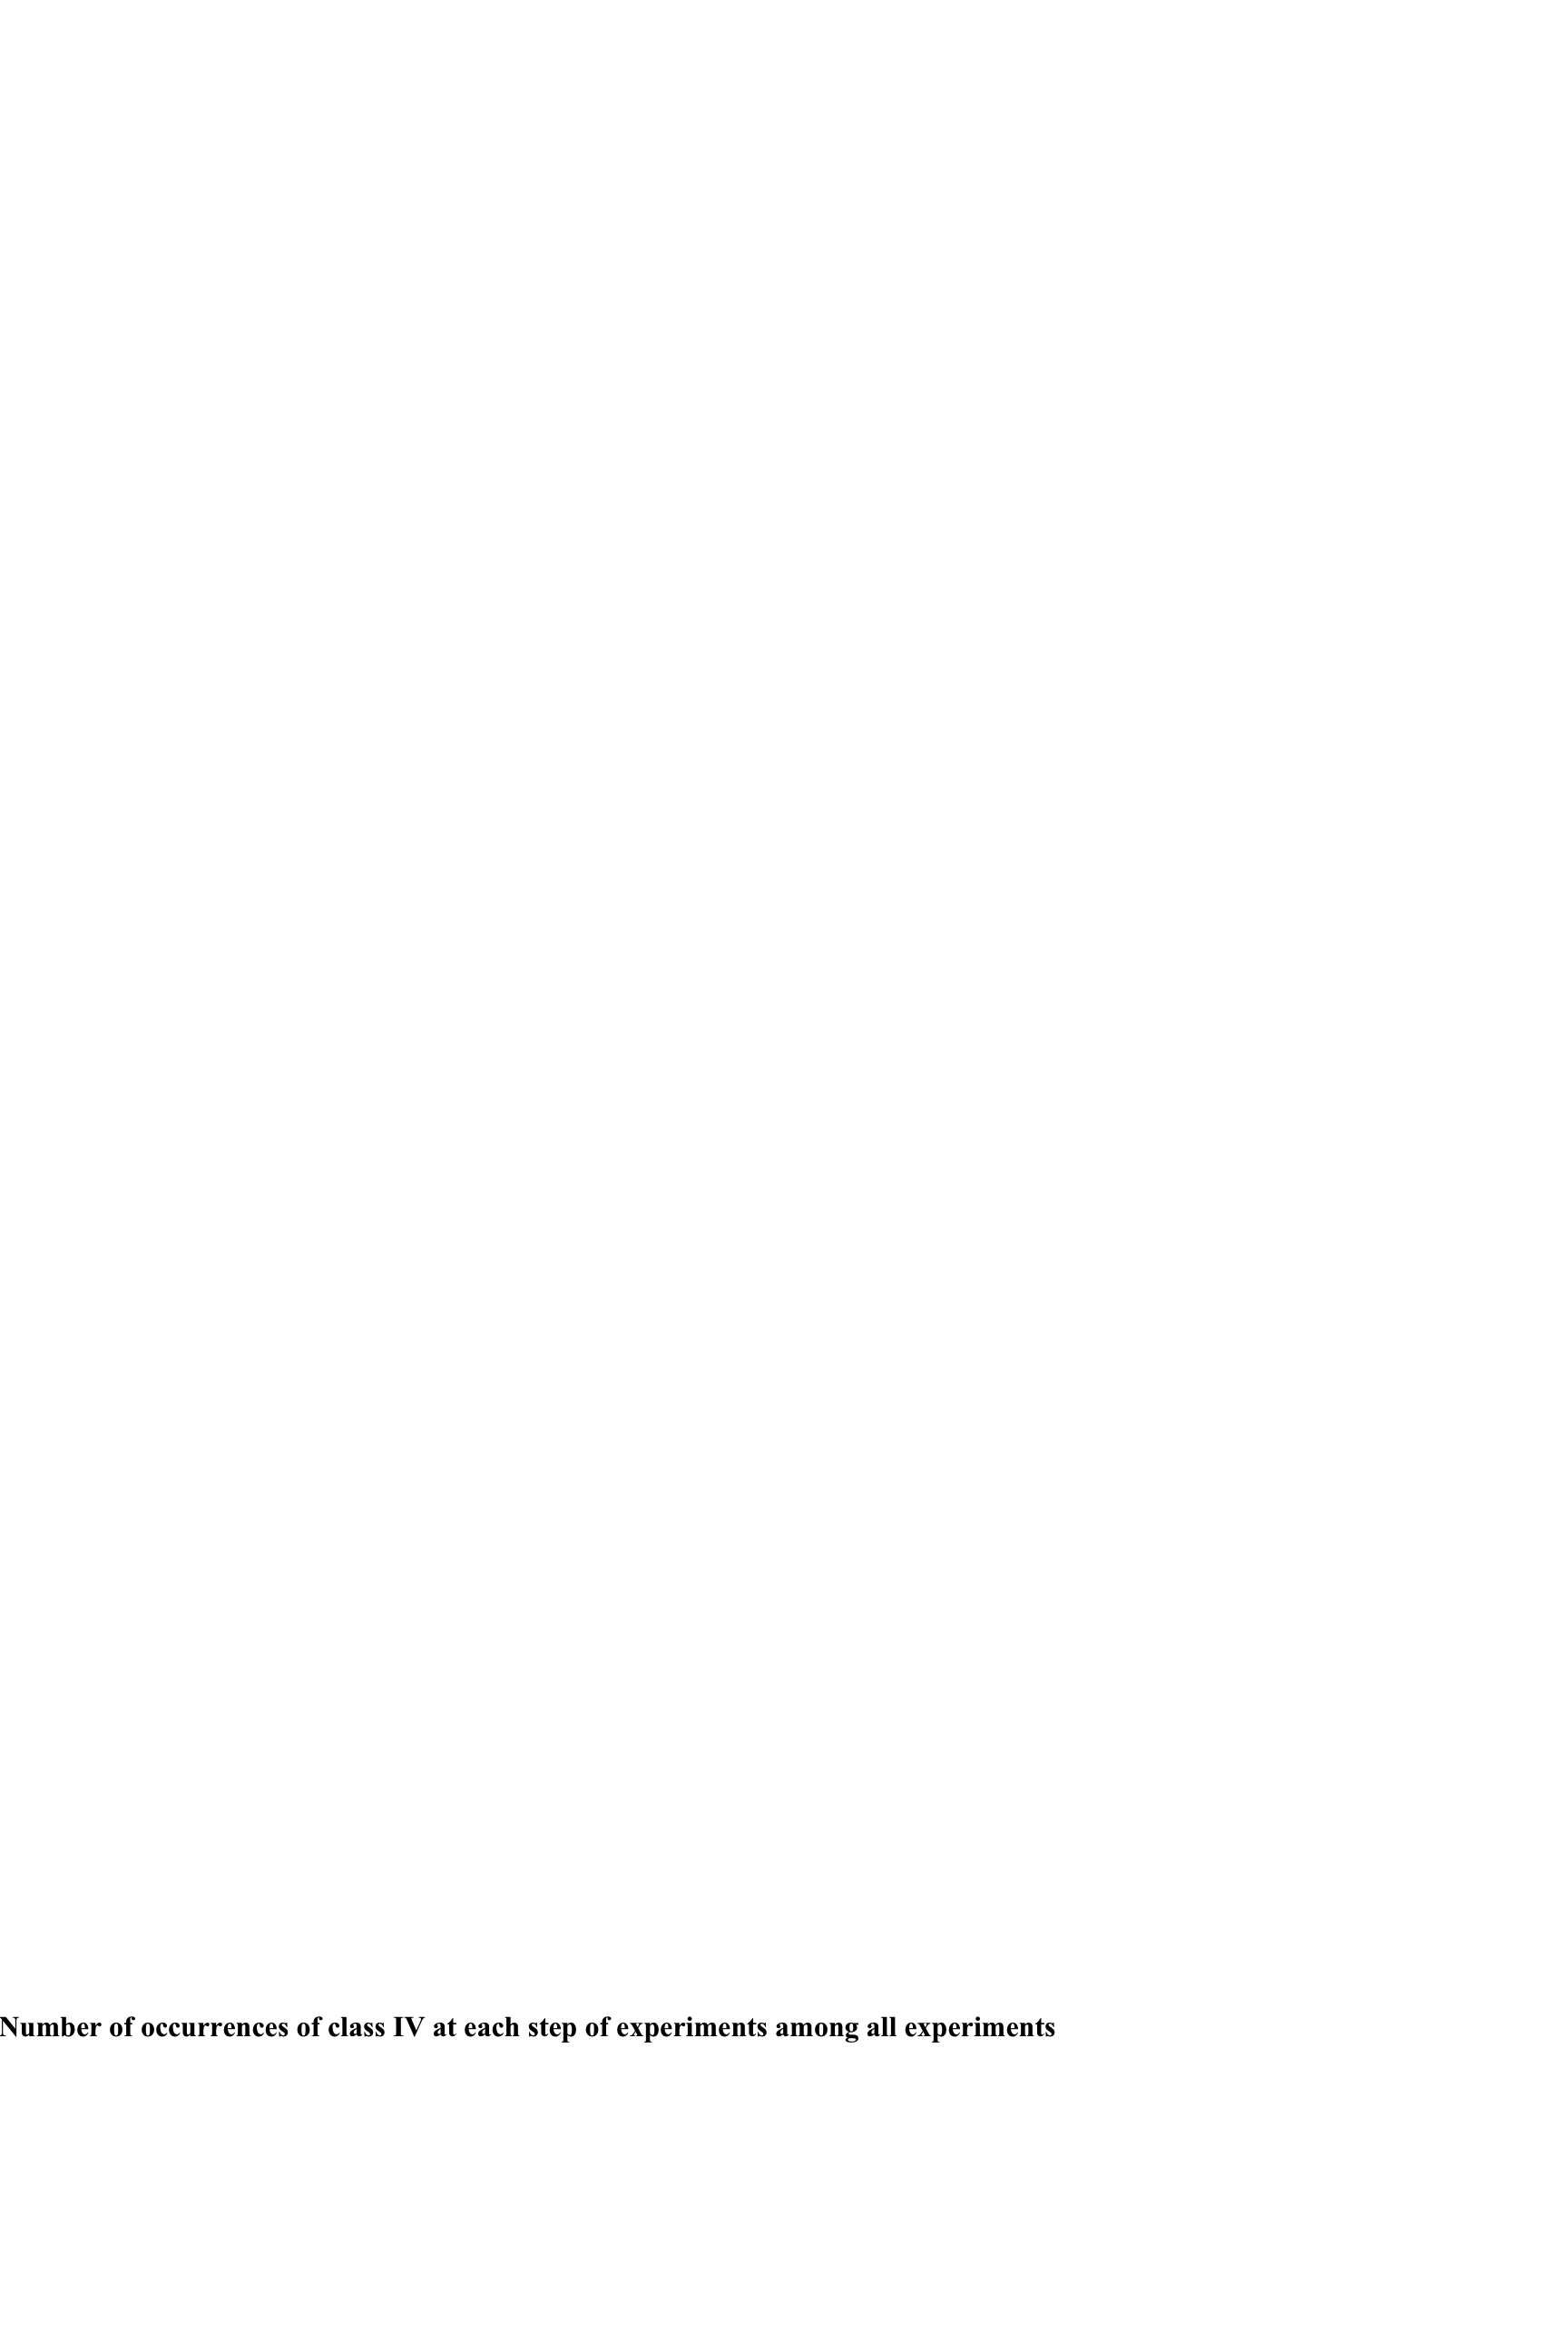 Number of occurrences of class IV at each step of experiments among all experiments